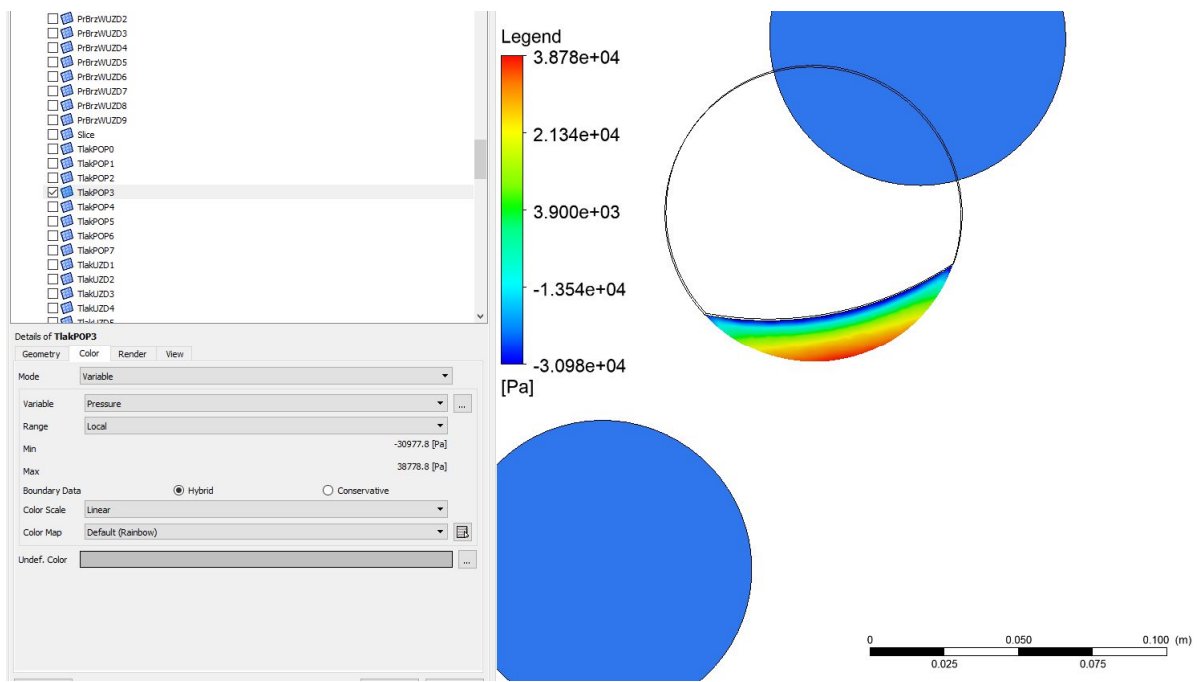 PrBrzWUZD2
PrBrzWUZD3
PrBrzWUZD4
PrBrzWUZD5
PrBrzWUZD6
PrBrzWUZD7
PrBrzWUZD8
PrBrzWUZD9
Slice
TlakPOP0
TlakPOP1
TlakPOP2
TlakPOP3
TlakPOP4
TlakPOP5
TlakPOP6
TlakPOP7
TlakUZD1
TlakUZD2
TlakUZD3
TlakUZD4
TlakUZD5
Details of TlakPOP3
Geometry Color Render View
Mode Variable
Variable Pressure ...
Range Local
Min -30977.8 [Pa]
Max 38778.8 [Pa]
Boundary Data Hybrid Conservative
Color Scale Linear
Color Map Default (Rainbow)
Undef. Color ...
Legend
3.878e+04
2.134e+04
3.900e+03
-1.354e+04
-3.098e+04
[Pa]
0 0.050 0.100 (m)
0.025 0.075